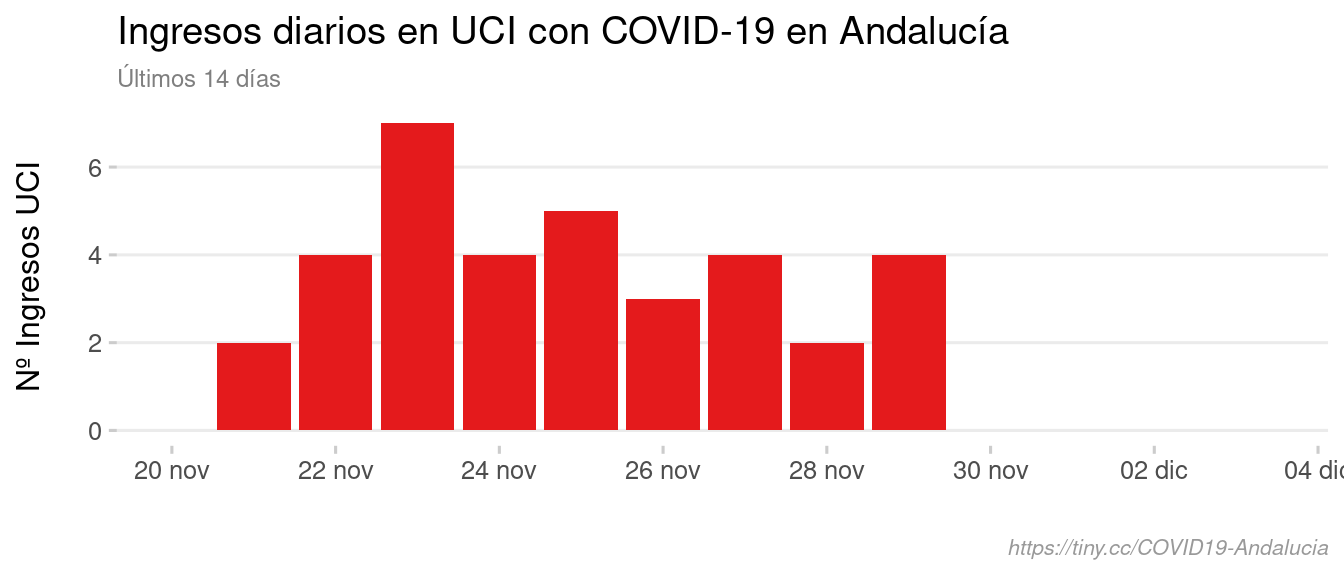 Ingresos diarios en UCI con COVID-19 en Andalucía
Últimos 14 días
Nº Ingresos UCI
6
4
2
0
20 nov 22 nov 24 nov 26 nov 28 nov 30 nov 02 dic 04 dic
https://tiny.cc/COVID19-Andalucia